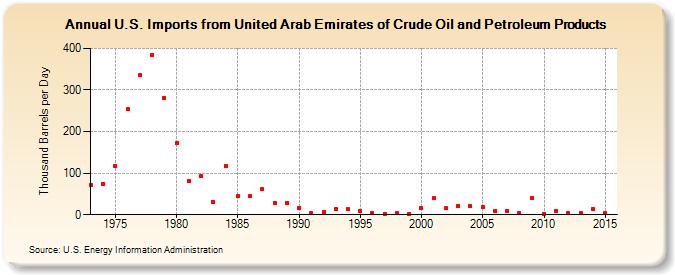 Annual U.S. Imports from United Arab Emirates of Crude Oil and Petroleum Products
Thousand Barrels per Day
400
300
200
100
0
1975 1980 1985 1990 1995 2000 2005 2010 2015
Source: U.S. Energy Information Administration